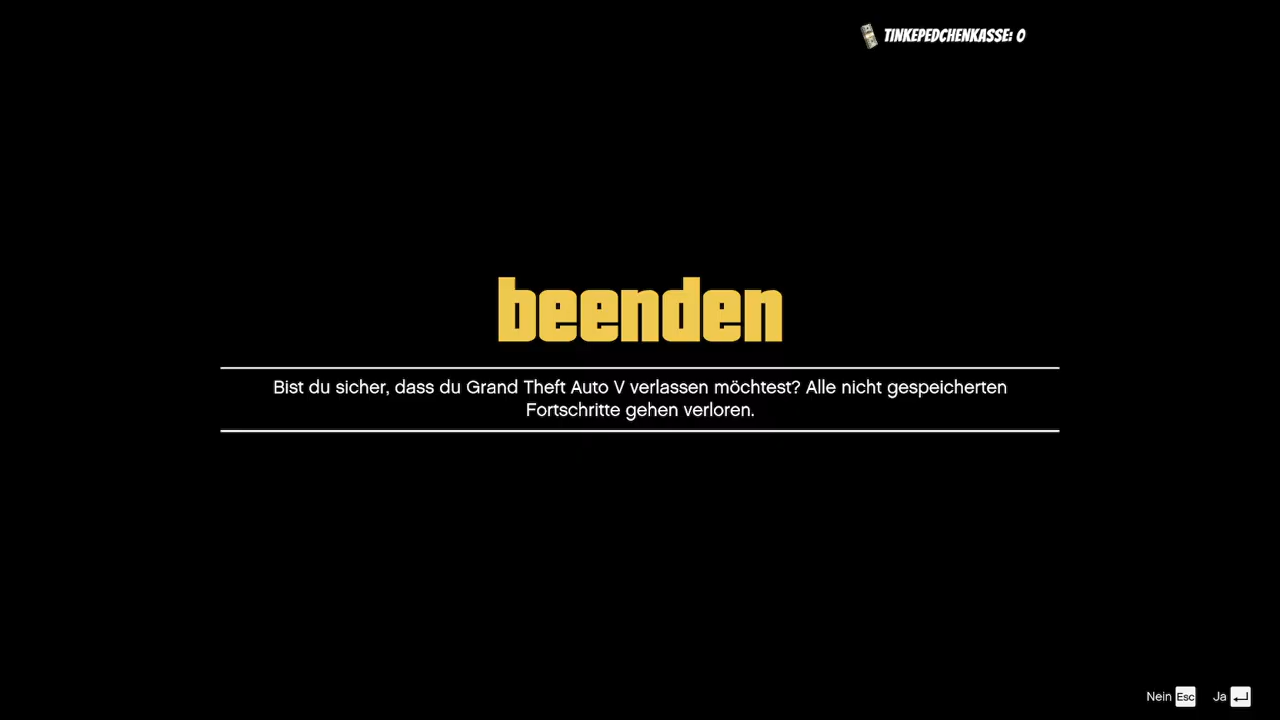 TINKEPEDCHENKASSE: 0
beenden
Bist du sicher, dass du Grand Theft Auto V verlassen möchtest? Alle nicht gespeicherten
Fortschritte gehen verloren.
Nein Esc Ja